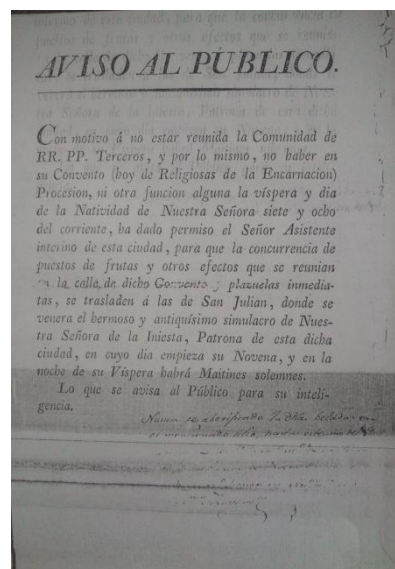 AVISO AL PÚBLICO.
Con motivo á no estar reunida la Comunidad de
RR. PP. Terceros, y por lo mismo, no haber en
su Convento (hoy de Religiosas de la Encarnacion)
Procesion, ni otra funcion alguna la víspera y dia
de la Natividad de Nuestra Señora siete y ocho
del corriente, ha dado permiso el Señor Asistente
interino de esta ciudad, para que la concurrencia de
puestos de frutas y otros efectos que se reunian
en la calle de dicho Convento y plazuelas inmedia-
tas, se trasladen á las de San Julian, donde se
venera el hermoso y antiquísimo simulacro de Nues-
tra Señora de la Iniesta, Patrona de esta dicha
ciudad, en cuyo dia empieza su Novena, y en la
noche de su Víspera habrá Maitines solemnes.
Lo que se avisa al Público para su inteli-
gencia.